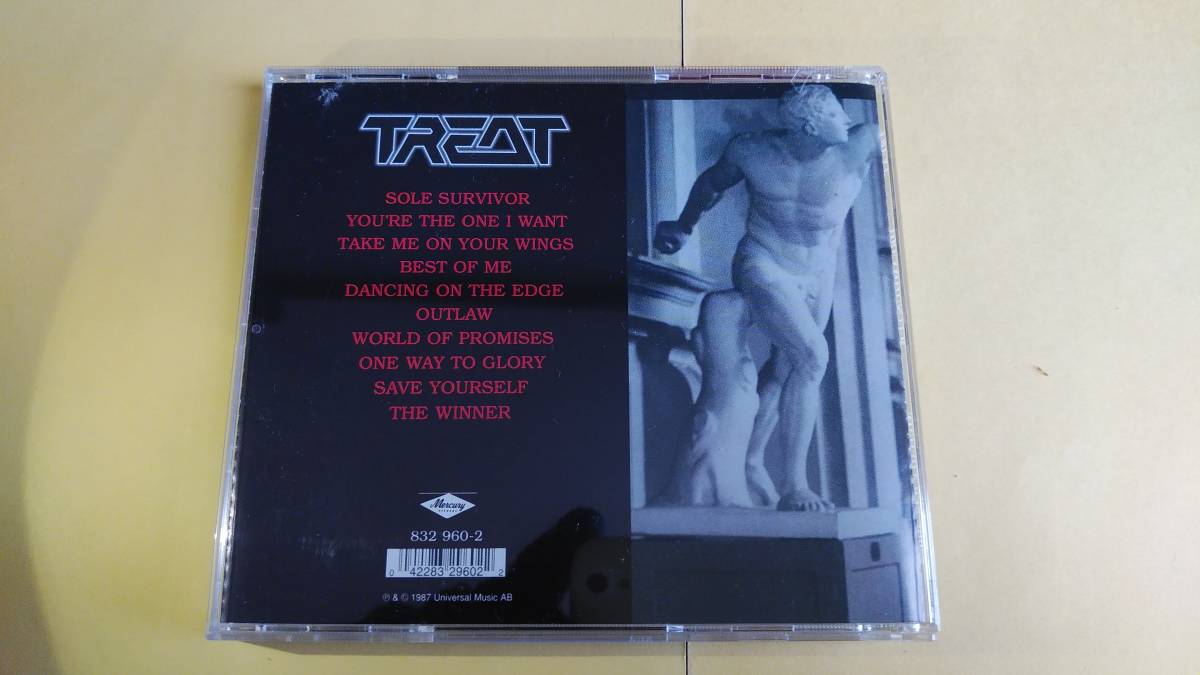 TREAT
SOLE SURVIVOR
YOU'RE THE ONE I WANT
TAKE ME ON YOUR WINGS
BEST OF ME
DANCING ON THE EDGE
OUTLAW
WORLD OF PROMISES
ONE WAY TO GLORY
SAVE YOURSELF
THE WINNER
Mercury
RECORDS
832 960-2
0 42283 29602 2
℗ & © 1987 Universal Music AB